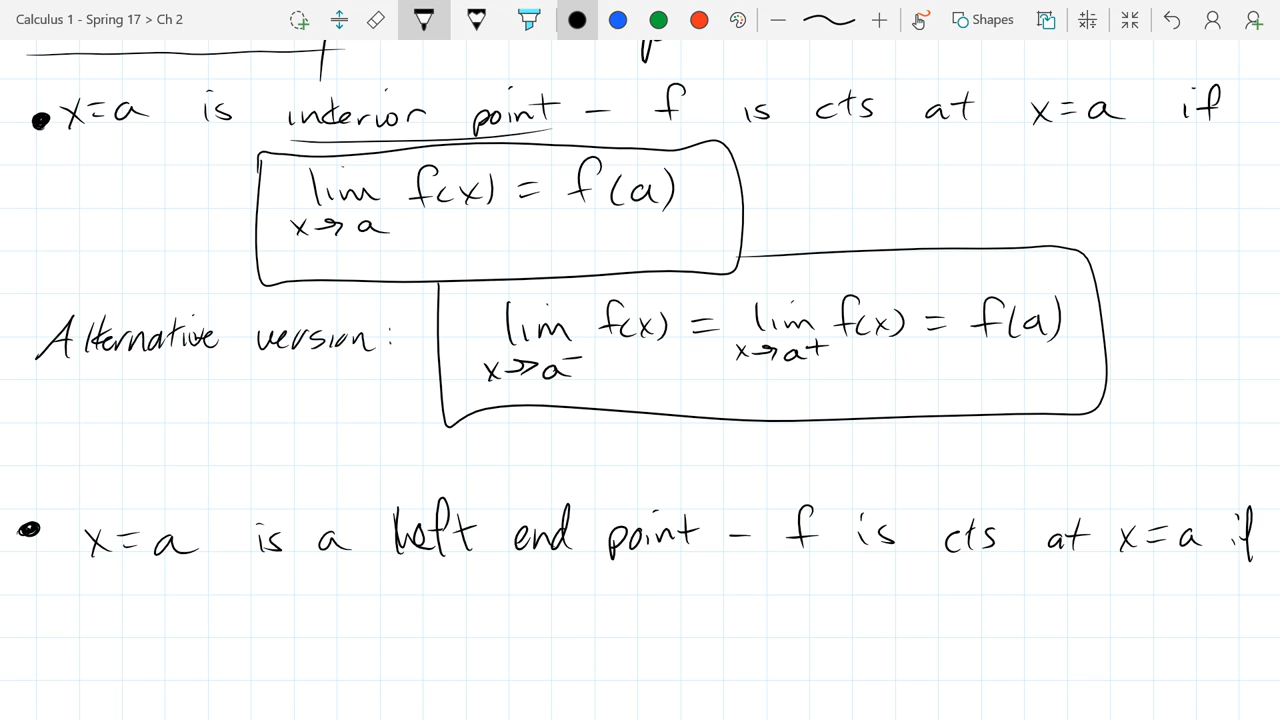 Calculus 1 - Spring 17 > Ch 2
Shapes
• x=a is interior point – f is cts at x=a if
lim f(x) = f(a)
x→a
Alternative version: lim f(x) = lim f(x) = f(a)
x→a⁻ x→a⁺
• x=a is a left end point – f is cts at x=a if